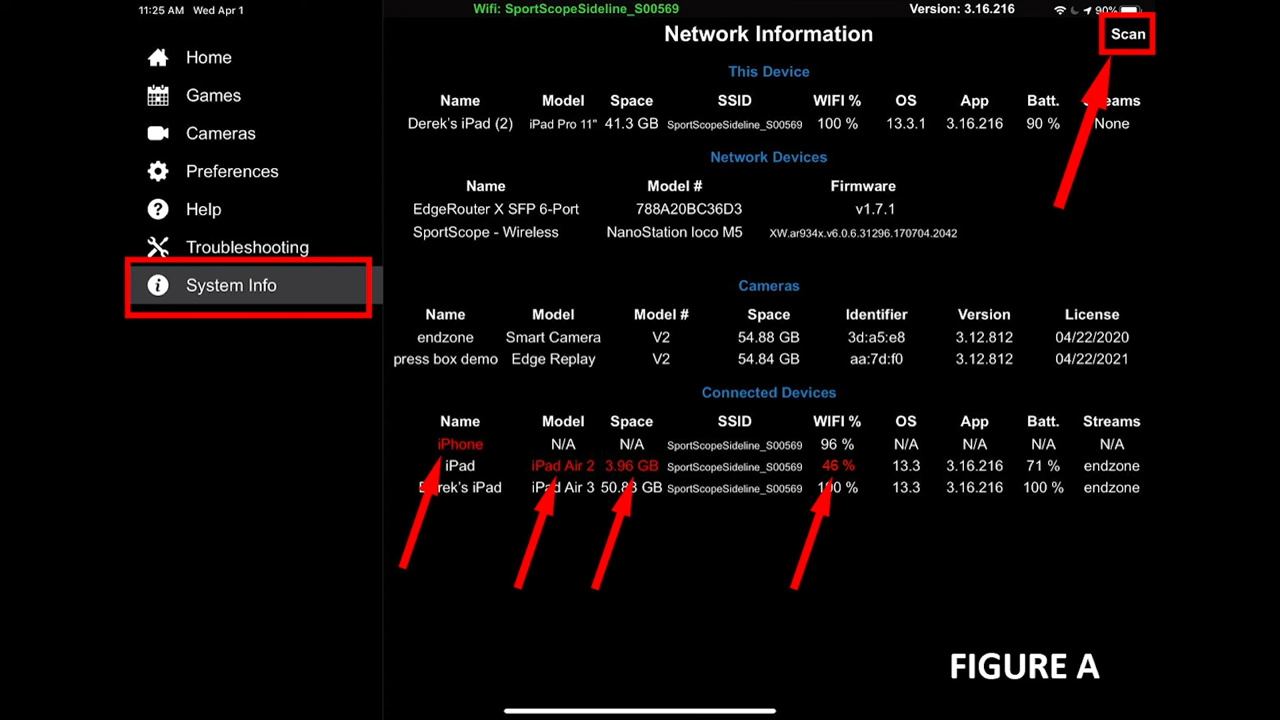 11:25 AM Wed Apr 1
Wifi: SportScopeSideline_S00569 Version: 3.16.216 90%
Home
Games
Cameras
Preferences
Help
Troubleshooting
System Info
Network Information Scan
This Device
Name Model Space SSID WIFI % OS App Batt. Streams
Derek's iPad (2) iPad Pro 11" 41.3 GB SportScopeSideline_S00569 100 % 13.3.1 3.16.216 90 % None
Network Devices
Name Model # Firmware
EdgeRouter X SFP 6-Port 788A20BC36D3 v1.7.1
SportScope - Wireless NanoStation loco M5 XW.ar934x.v6.0.6.31296.170704.2042
Cameras
Name Model Model # Space Identifier Version License
endzone Smart Camera V2 54.88 GB 3d:a5:e8 3.12.812 04/22/2020
press box demo Edge Replay V2 54.84 GB aa:7d:f0 3.12.812 04/22/2021
Connected Devices
Name Model Space SSID WIFI % OS App Batt. Streams
iPhone N/A N/A SportScopeSideline_S00569 96 % N/A N/A N/A N/A
iPad iPad Air 2 3.96 GB SportScopeSideline_S00569 46 % 13.3 3.16.216 71 % endzone
Derek's iPad iPad Air 3 50.83 GB SportScopeSideline_S00569 100 % 13.3 3.16.216 100 % endzone
FIGURE A